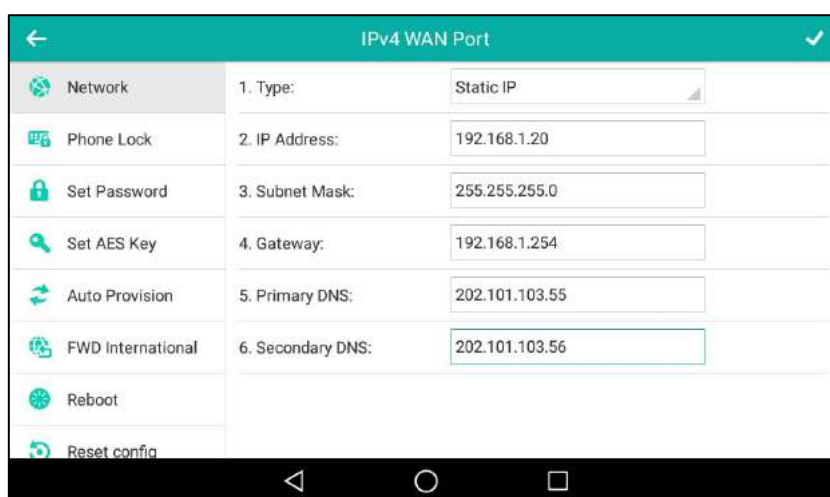 IPv4 WAN Port
Network
1. Type:
Static IP
Phone Lock
2. IP Address:
192.168.1.20
Set Password
3. Subnet Mask:
255.255.255.0
Set AES Key
4. Gateway:
192.168.1.254
Auto Provision
5. Primary DNS:
202.101.103.55
FWD International
6. Secondary DNS:
202.101.103.56
Reboot
Reset config